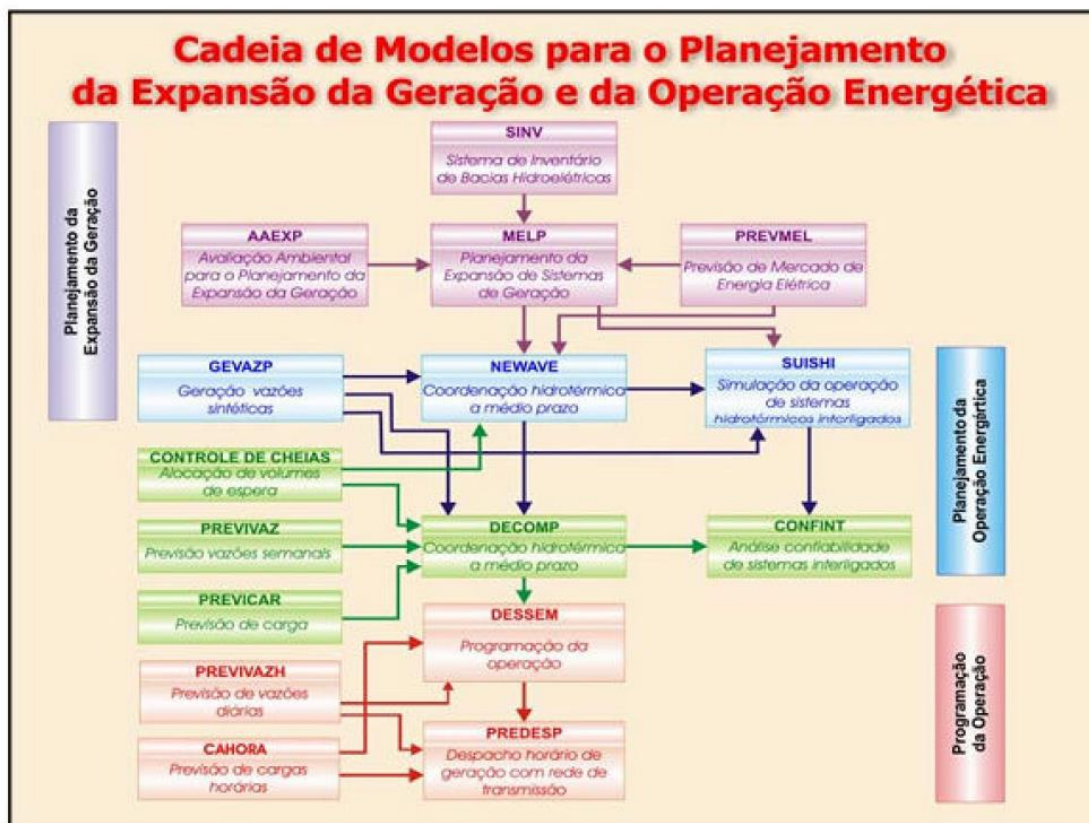 Cadeia de Modelos para o Planejamento
da Expansão da Geração e da Operação Energética
Planejamento da
Expansão da Geração
SINV
Sistema de Inventário
de Bacias Hidroelétricas
AAEXP
Avaliação Ambiental
para o Planejamento da
Expansão da Geração
MELP
Planejamento da
Expansão de Sistemas
de Geração
PREVMEL
Previsão de Mercado de
Energia Elétrica
GEVAZP
Geração vazões
sintéticas
NEWAVE
Coordenação hidrotérmica
a médio prazo
SUISHI
Simulação da operação
de sistemas
hidrotérmicos interligados
Planejamento da
Operação Energértica
CONTROLE DE CHEIAS
Alocação de volumes
de espera
PREVIVAZ
Previsão vazões semanais
DECOMP
Coordenação hidrotérmica
a médio prazo
CONFINT
Análise confiabilidade
de sistemas interligados
PREVICAR
Previsão de carga
DESSEM
Programação da
operação
PREVIVAZH
Previsão de vazões
diárias
CAHORA
Previsão de cargas
horárias
PREDESP
Despacho horário de
geração com rede de
transmissão
Programação
da Operação